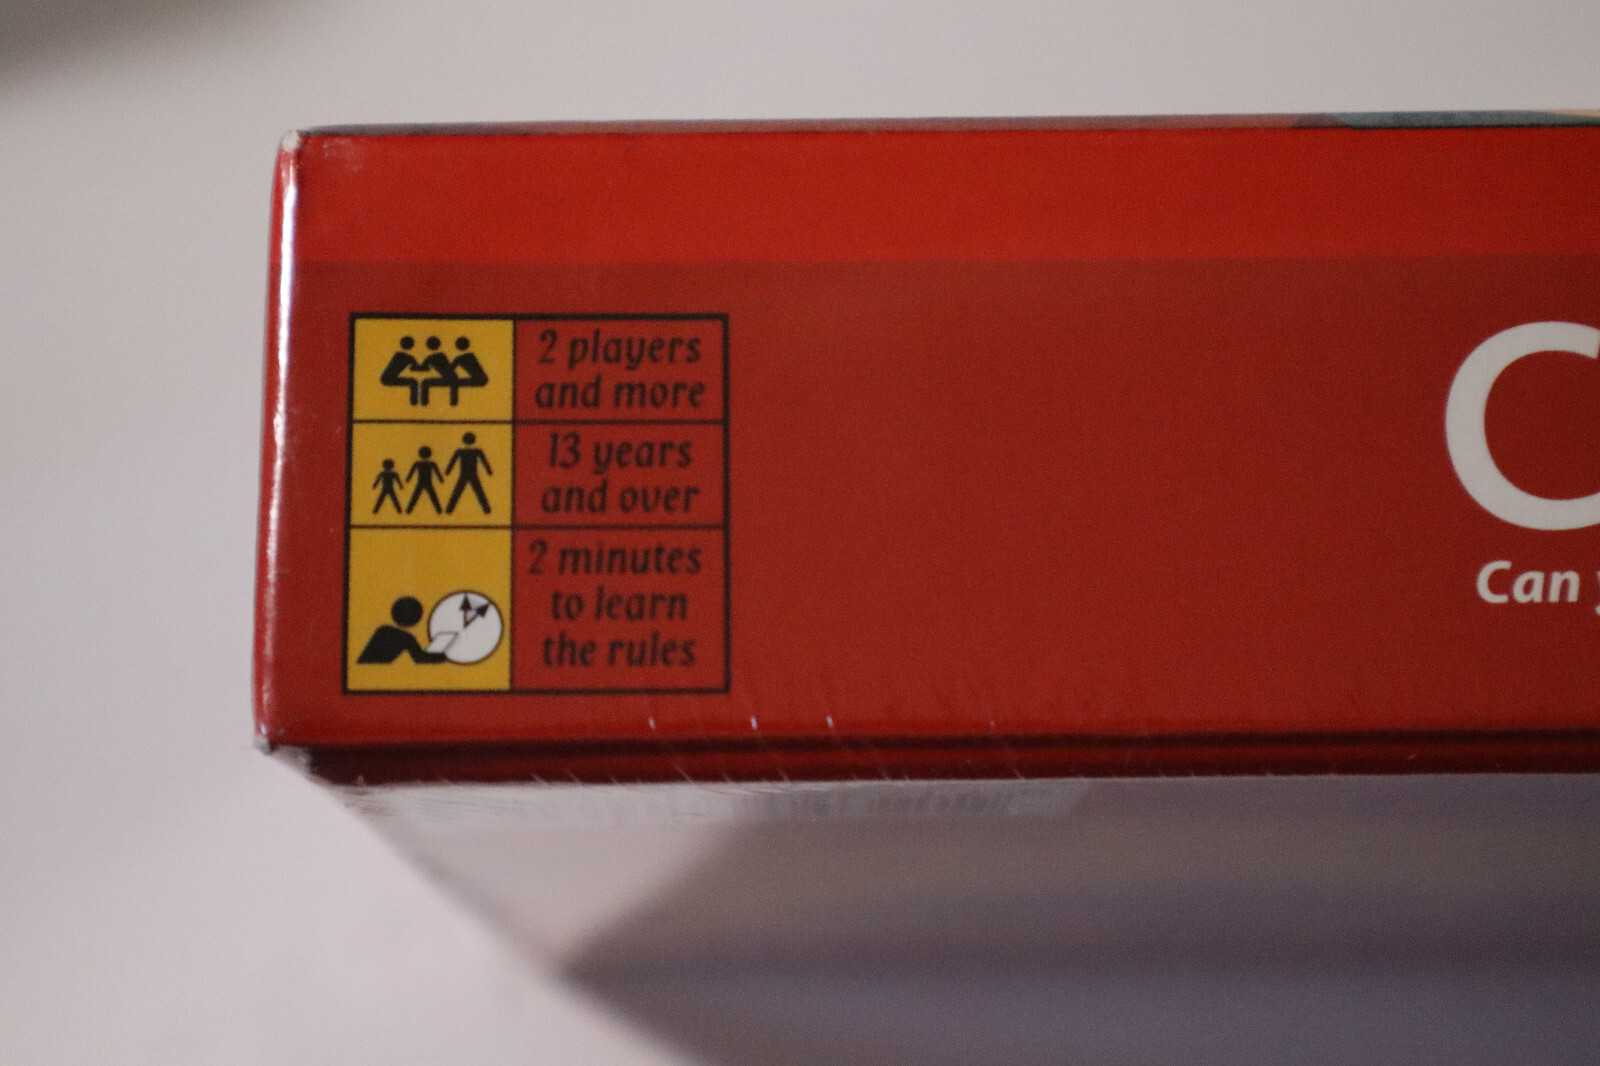 2 players
and more
13 years
and over
2 minutes
to learn
the rules
C
Can